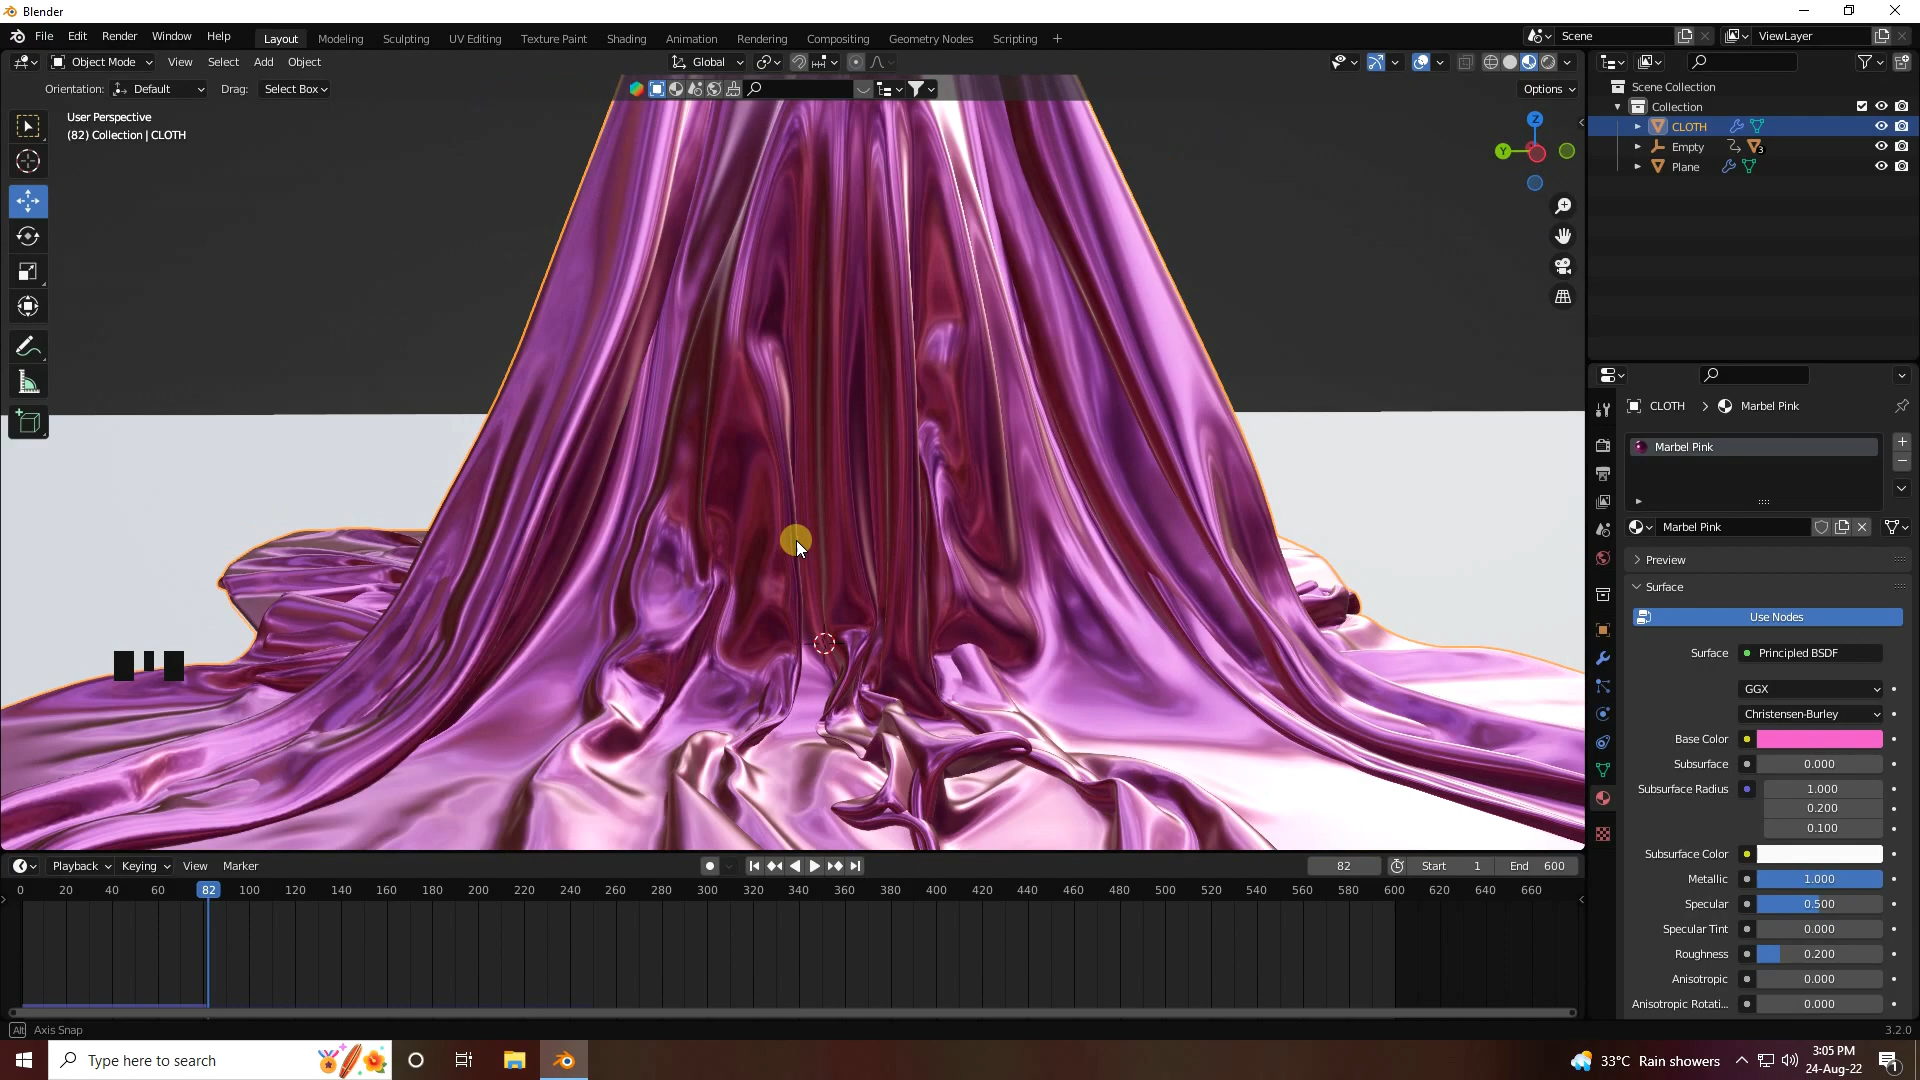 Blender
File Edit Render Window Help Layout Modeling Sculpting UV Editing Texture Paint Shading Animation Rendering Compositing Geometry Nodes Scripting + Scene ViewLayer
Object Mode View Select Add Object Global
Orientation: Default Drag: Select Box Options
User Perspective
(82) Collection | CLOTH
Z
Y
Scene Collection
Collection
CLOTH
Empty 3
Plane
CLOTH > Marbel Pink
Marbel Pink
Marbel Pink
Preview
Surface
Use Nodes
Surface Principled BSDF
GGX
Christensen-Burley
Base Color
Subsurface 0.000
Subsurface Radius 1.000
0.200
0.100
Subsurface Color
Metallic 1.000
Specular 0.500
Specular Tint 0.000
Roughness 0.200
Anisotropic 0.000
Anisotropic Rotati... 0.000
Playback Keying View Marker 82 Start 1 End 600
0 20 40 60 82 100 120 140 160 180 200 220 240 260 280 300 320 340 360 380 400 420 440 460 480 500 520 540 560 580 600 620 640 660
Alt Axis Snap 3.2.0
Type here to search 33°C Rain showers 3:05 PM
24-Aug-22 1